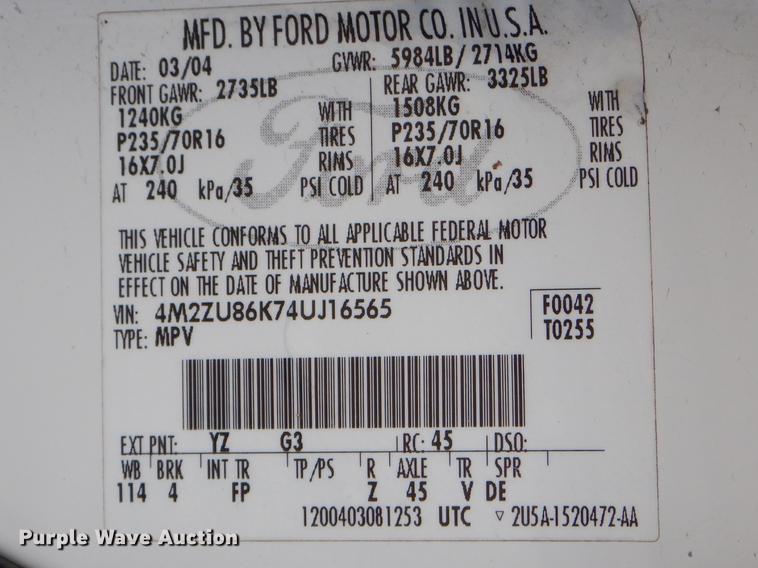 MFD. BY FORD MOTOR CO. IN U.S.A.
DATE: 03/04 GVWR: 5984LB / 2714KG
FRONT GAWR: 2735LB REAR GAWR: 3325LB
1240KG WITH 1508KG WITH
P235/70R16 TIRES P235/70R16 TIRES
16X7.0J RIMS 16X7.0J RIMS
AT 240 kPa/35 PSI COLD AT 240 kPa/35 PSI COLD
Ford
THIS VEHICLE CONFORMS TO ALL APPLICABLE FEDERAL MOTOR
VEHICLE SAFETY AND THEFT PREVENTION STANDARDS IN
EFFECT ON THE DATE OF MANUFACTURE SHOWN ABOVE.
VIN: 4M2ZU86K74UJ16565 F0042
TYPE: MPV T0255
EXT PNT: YZ G3 RC: 45 DSO:
WB BRK INT TR TP/PS R AXLE TR SPR
114 4 FP Z 45 V DE
1200403081253 UTC ▽ 2U5A-1520472-AA
Purple Wave Auction